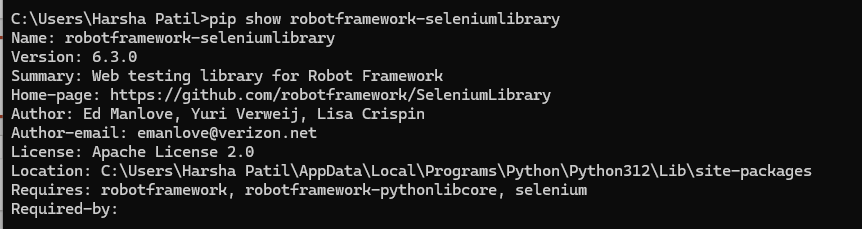 C:\Users\Harsha Patil>pip show robotframework-seleniumlibrary
Name: robotframework-seleniumlibrary
Version: 6.3.0
Summary: Web testing library for Robot Framework
Home-page: https://github.com/robotframework/SeleniumLibrary
Author: Ed Manlove, Yuri Verweij, Lisa Crispin
Author-email: emanlove@verizon.net
License: Apache License 2.0
Location: C:\Users\Harsha Patil\AppData\Local\Programs\Python\Python312\Lib\site-packages
Requires: robotframework, robotframework-pythonlibcore, selenium
Required-by: